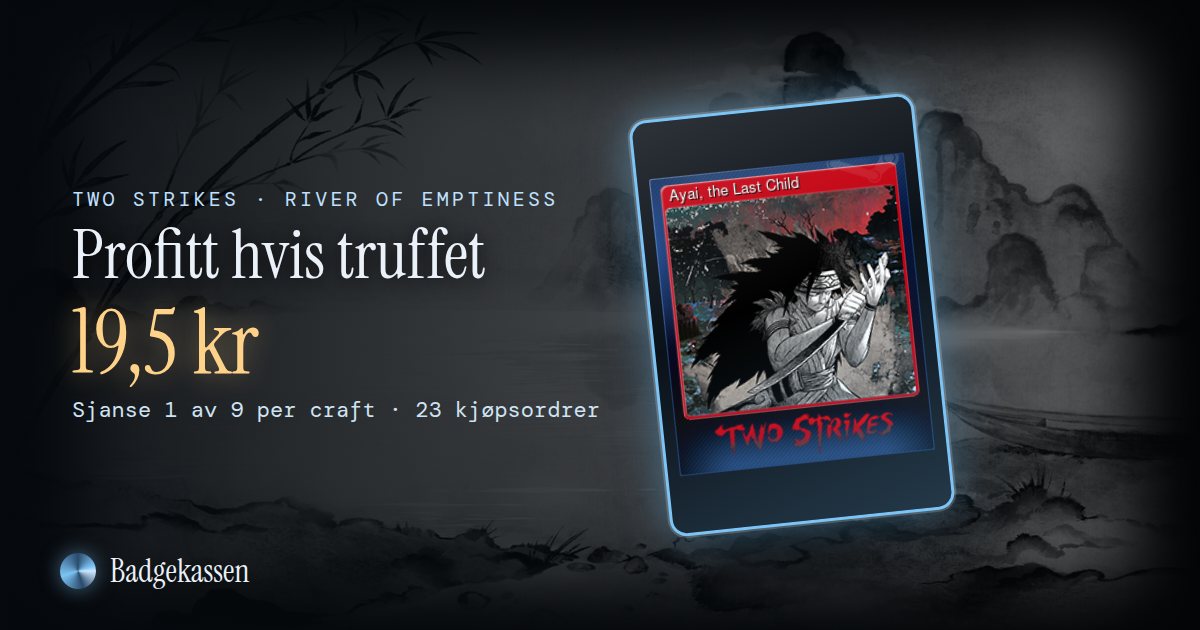 TWO STRIKES · RIVER OF EMPTINESS
Profitt hvis truffet
19,5 kr
Sjanse 1 av 9 per craft · 23 kjøpsordrer
Ayai, the Last Child
TWO STRIKES
Badgekassen